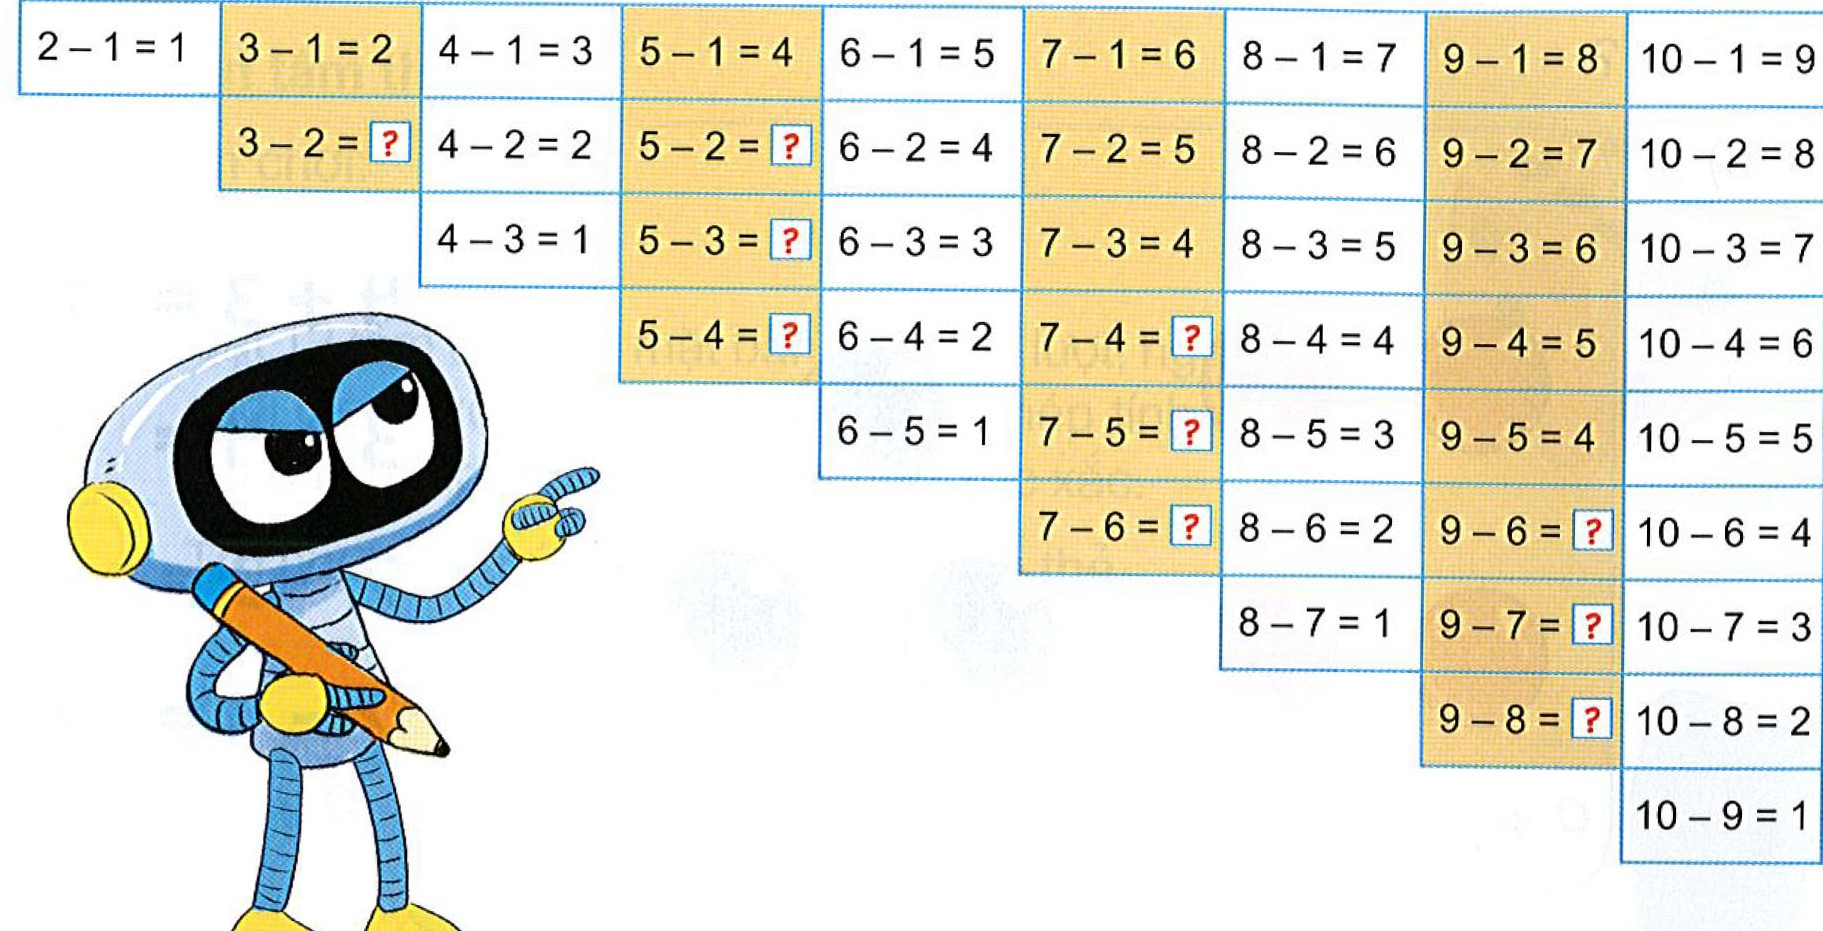 2 – 1 = 1 3 – 1 = 2 4 – 1 = 3 5 – 1 = 4 6 – 1 = 5 7 – 1 = 6 8 – 1 = 7 9 – 1 = 8 10 – 1 = 9
3 – 2 = ? 4 – 2 = 2 5 – 2 = ? 6 – 2 = 4 7 – 2 = 5 8 – 2 = 6 9 – 2 = 7 10 – 2 = 8
4 – 3 = 1 5 – 3 = ? 6 – 3 = 3 7 – 3 = 4 8 – 3 = 5 9 – 3 = 6 10 – 3 = 7
5 – 4 = ? 6 – 4 = 2 7 – 4 = ? 8 – 4 = 4 9 – 4 = 5 10 – 4 = 6
6 – 5 = 1 7 – 5 = ? 8 – 5 = 3 9 – 5 = 4 10 – 5 = 5
7 – 6 = ? 8 – 6 = 2 9 – 6 = ? 10 – 6 = 4
8 – 7 = 1 9 – 7 = ? 10 – 7 = 3
9 – 8 = ? 10 – 8 = 2
10 – 9 = 1